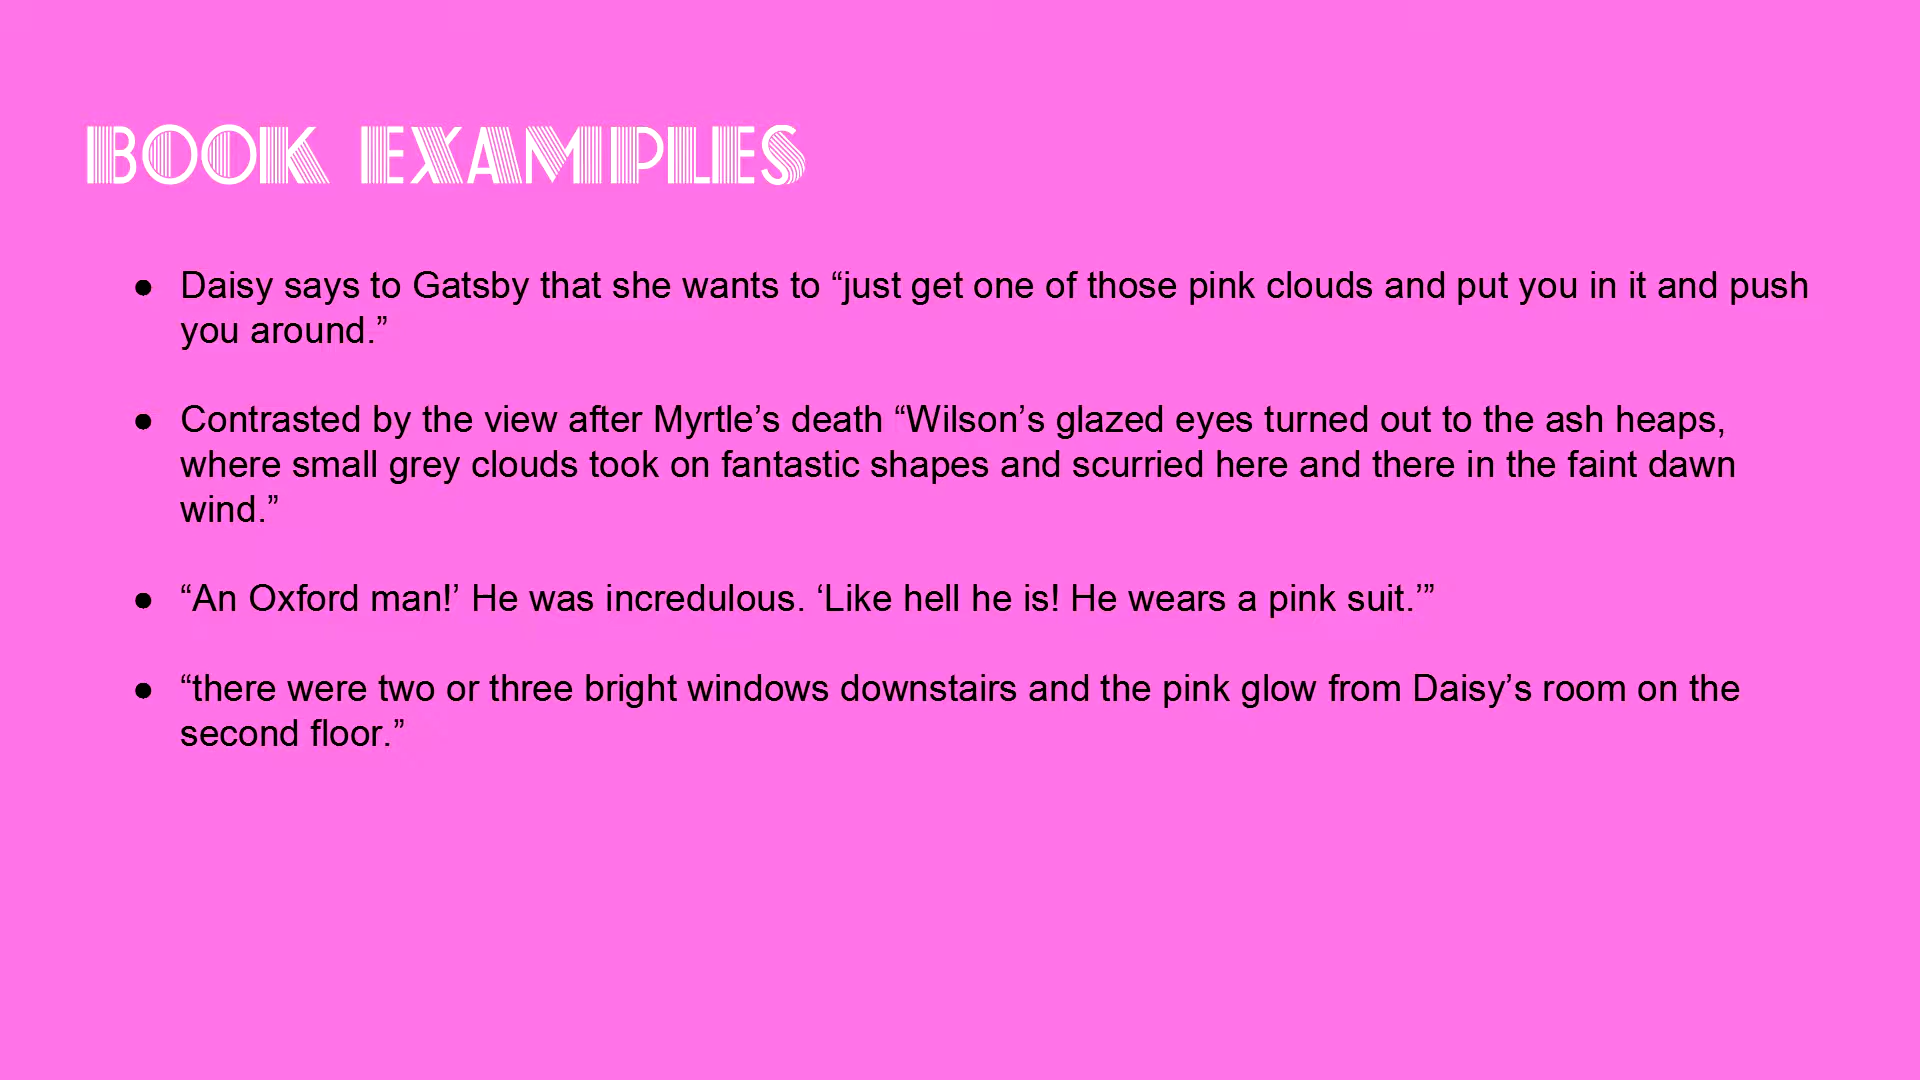 BOOK EXAMPLES
● Daisy says to Gatsby that she wants to “just get one of those pink clouds and put you in it and push
you around.”
● Contrasted by the view after Myrtle’s death “Wilson’s glazed eyes turned out to the ash heaps,
where small grey clouds took on fantastic shapes and scurried here and there in the faint dawn
wind.”
● “An Oxford man!’ He was incredulous. ‘Like hell he is! He wears a pink suit.’”
● “there were two or three bright windows downstairs and the pink glow from Daisy’s room on the
second floor.”